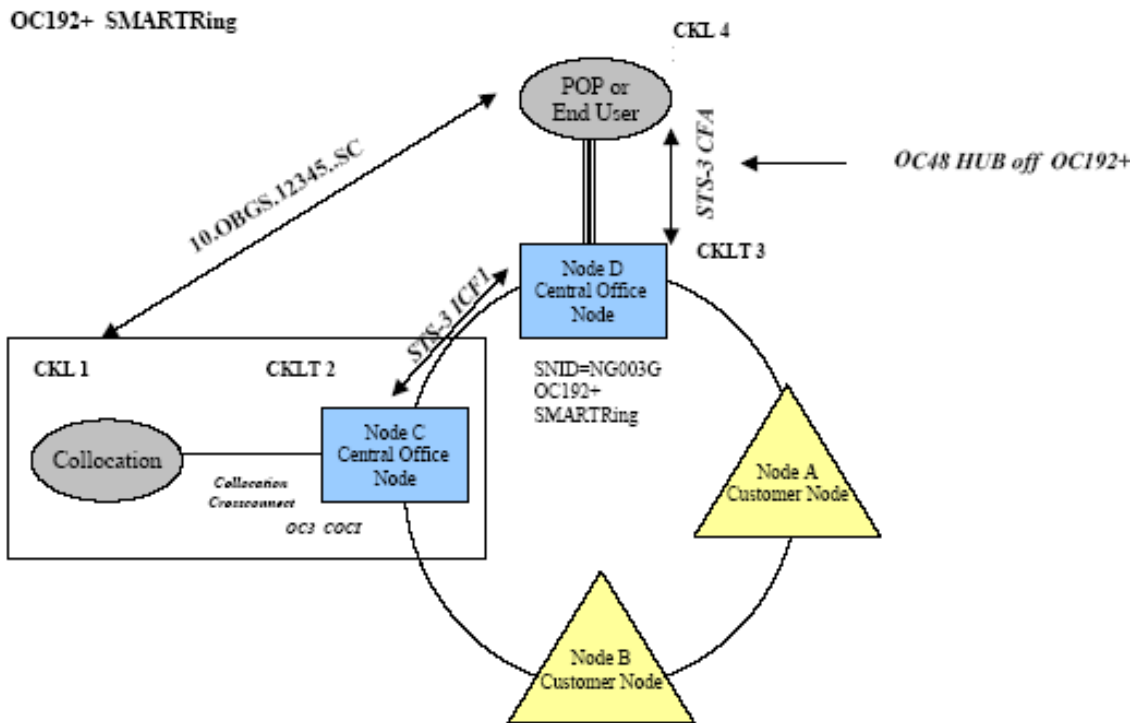 OC192+ SMARTRing
CKL 4
POP or
End User
10.OBGS.12345..SC
STS-3 CFA
OC48 HUB off OC192+
CKLT 3
Node D
Central Office
Node
STS-3 ICF1
SNID=NG003G
OC192+
SMARTRing
CKL 1
CKLT 2
Collocation
Node C
Central Office
Node
Collocation
Crossconnect
OC3 COCI
Node A
Customer Node
Node B
Customer Node